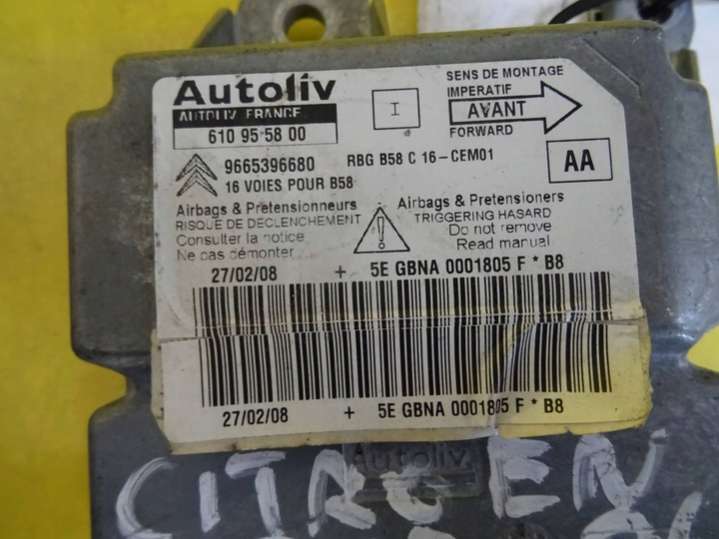 Autoliv
AUTOLIV FRANCE
610 95 58 00
I
SENS DE MONTAGE
IMPERATIF
AVANT
FORWARD
9665396680
RBG B58 C 16-CEM01
16 VOIES POUR B58
AA
Airbags & Pretensionneurs
RISQUE DE DECLENCHEMENT
Consulter la notice
Ne pas démonter
Airbags & Pretensioners
TRIGGERING HASARD
Do not remove
Read manual
27/02/08 + 5E GBNA 0001805 F * B8
27/02/08 + 5E GBNA 0001805 F * B8
Autoliv
CITROEN